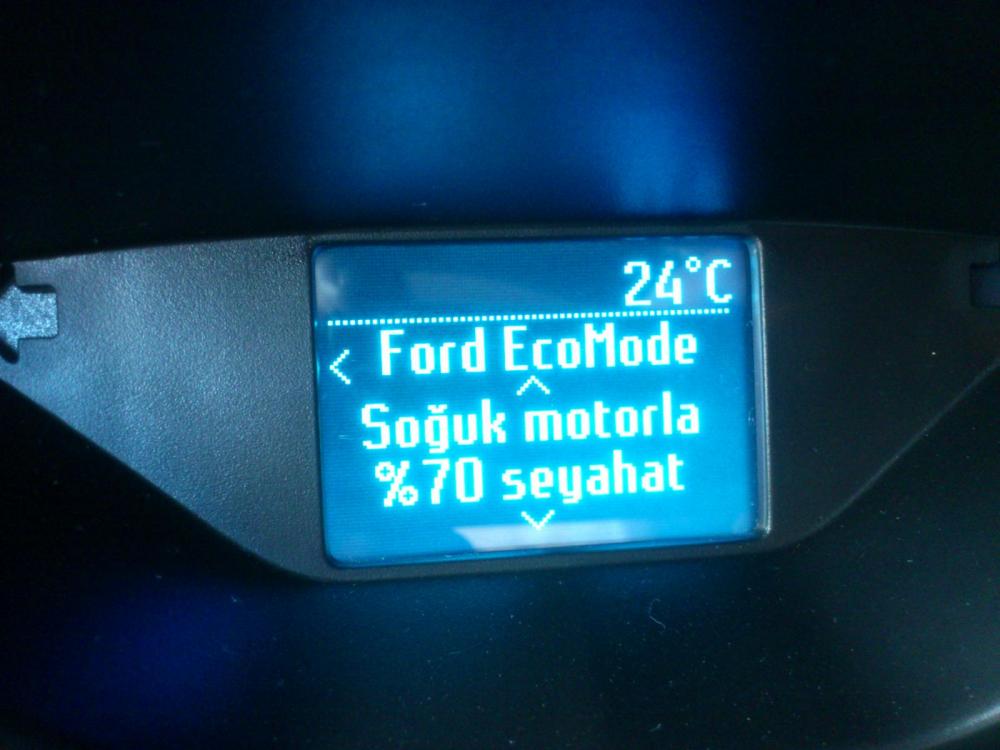 24°C
Ford EcoMode
Soğuk motorla
%70 seyahat